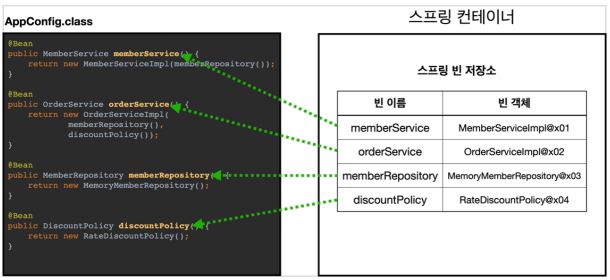 AppConfig.class
@Bean
public MemberService memberService() {
return new MemberServiceImpl(memberRepository());
}
@Bean
public OrderService orderService() {
return new OrderServiceImpl(
memberRepository(),
discountPolicy());
}
@Bean
public MemberRepository memberRepository() {
return new MemoryMemberRepository();
}
@Bean
public DiscountPolicy discountPolicy() {
return new RateDiscountPolicy();
}
스프링 컨테이너
스프링 빈 저장소
빈 이름 빈 객체
memberService MemberServiceImpl@x01
orderService OrderServiceImpl@x02
memberRepository MemoryMemberRepository@x03
discountPolicy RateDiscountPolicy@x04